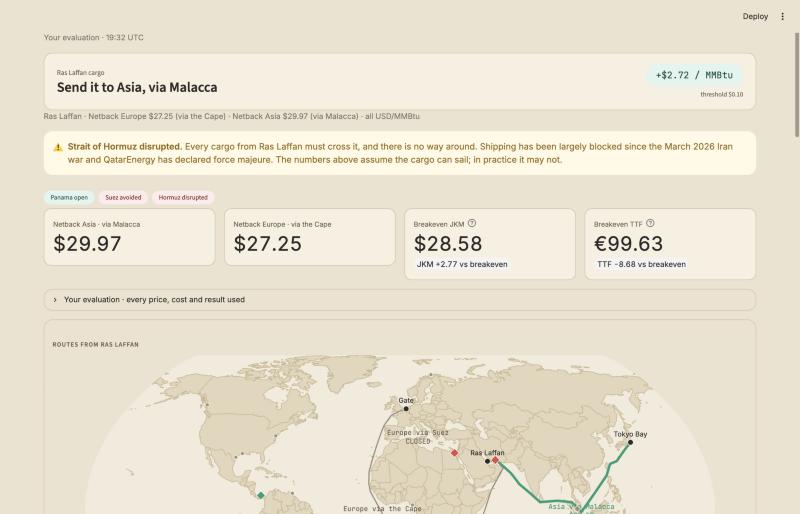 Deploy
Your evaluation · 19:32 UTC
Ras Laffan cargo
Send it to Asia, via Malacca
+$2.72 / MMBtu
threshold $0.10
Ras Laffan · Netback Europe $27.25 (via the Cape) · Netback Asia $29.97 (via Malacca) · all USD/MMBtu
Strait of Hormuz disrupted. Every cargo from Ras Laffan must cross it, and there is no way around. Shipping has been largely blocked since the March 2026 Iran
war and QatarEnergy has declared force majeure. The numbers above assume the cargo can sail; in practice it may not.
Panama open
Suez avoided
Hormuz disrupted
Netback Asia · via Malacca
$29.97
Netback Europe · via the Cape
$27.25
Breakeven JKM
$28.58
JKM +2.77 vs breakeven
Breakeven TTF
€99.63
TTF −8.68 vs breakeven
Your evaluation · every price, cost and result used
ROUTES FROM RAS LAFFAN
Gate
Europe via Suez
CLOSED
Tokyo Bay
Ras Laffan
Europe via the Cape
Asia via Malacca